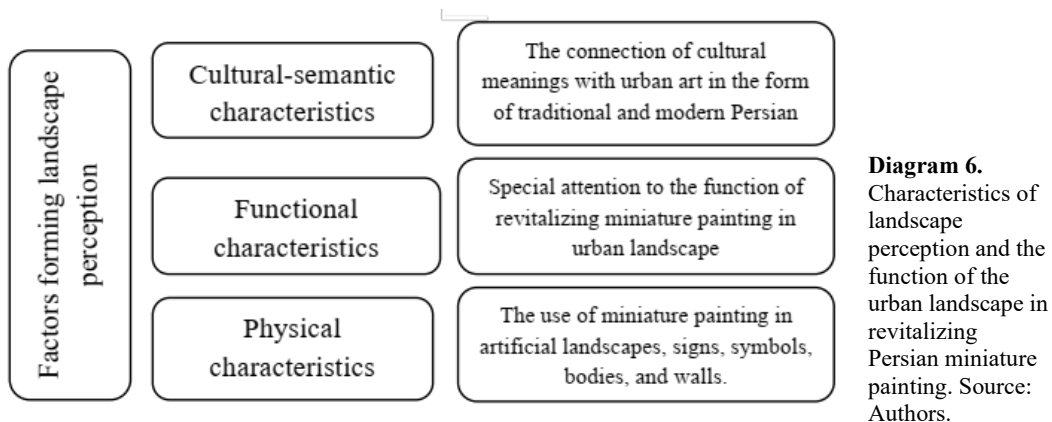 Factors forming landscape
perception
Cultural-semantic
characteristics
The connection of cultural
meanings with urban art in the form
of traditional and modern Persian
Functional
characteristics
Special attention to the function of
revitalizing miniature painting in
urban landscape
Physical
characteristics
The use of miniature painting in
artificial landscapes, signs, symbols,
bodies, and walls.
Diagram 6.
Characteristics of
landscape
perception and the
function of the
urban landscape in
revitalizing
Persian miniature
painting. Source:
Authors.